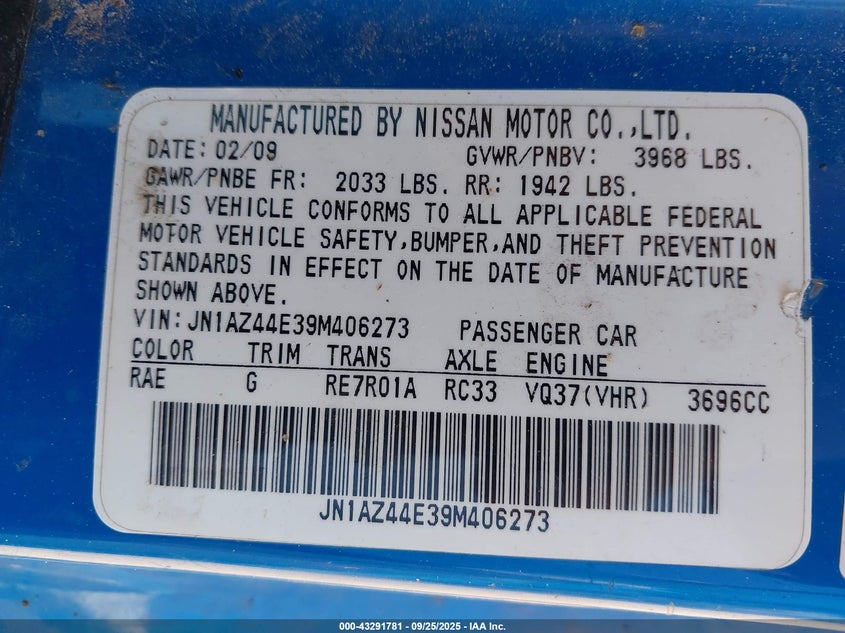 MANUFACTURED BY NISSAN MOTOR CO.,LTD.
DATE: 02/09 GVWR/PNBV: 3968 LBS.
GAWR/PNBE FR: 2033 LBS. RR: 1942 LBS.
THIS VEHICLE CONFORMS TO ALL APPLICABLE FEDERAL
MOTOR VEHICLE SAFETY,BUMPER,AND THEFT PREVENTION
STANDARDS IN EFFECT ON THE DATE OF MANUFACTURE
SHOWN ABOVE.
VIN:JN1AZ44E39M406273 PASSENGER CAR
COLOR TRIM TRANS AXLE ENGINE
RAE G RE7R01A RC33 VQ37(VHR) 3696CC
JN1AZ44E39M406273
000-43291781 - 09/25/2025 - IAA Inc.